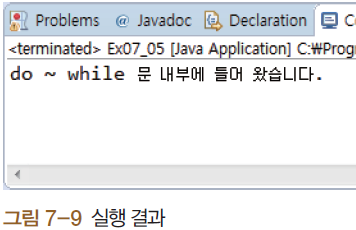 Problems @ Javadoc Declaration
<terminated> Ex07_05 [Java Application] C:₩Prog
do ~ while 문 내부에 들어 왔습니다.
그림 7-9 실행 결과